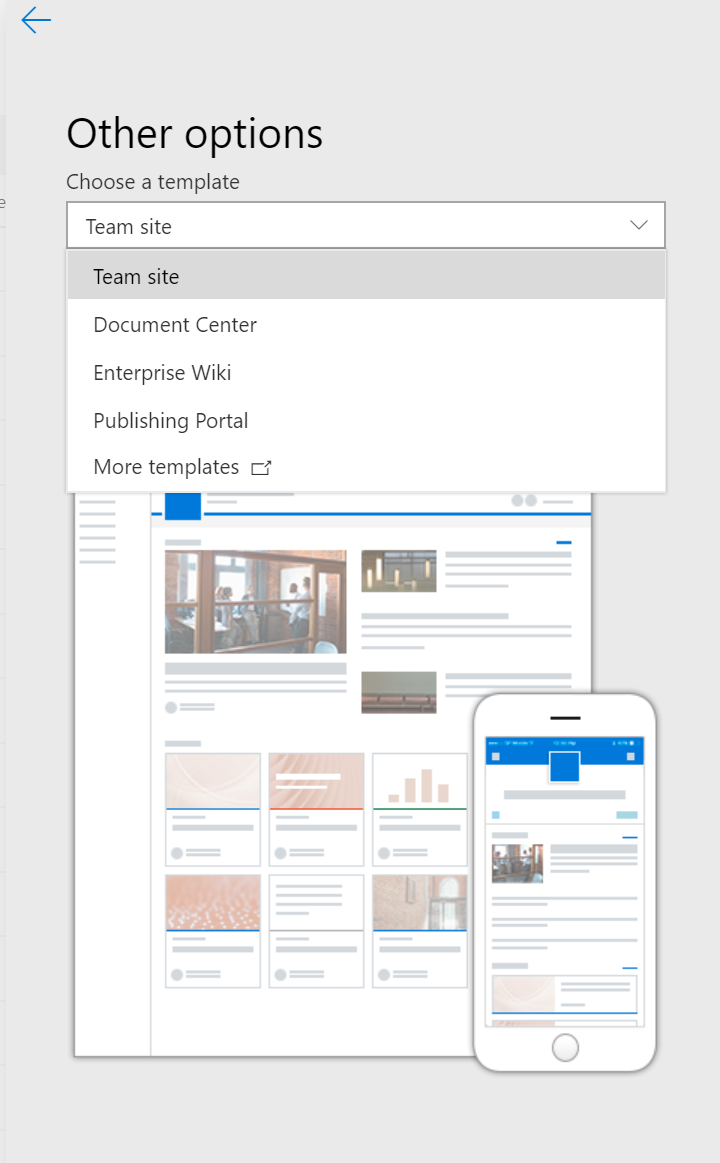 Other options
Choose a template
Team site
Team site
Document Center
Enterprise Wiki
Publishing Portal
More templates